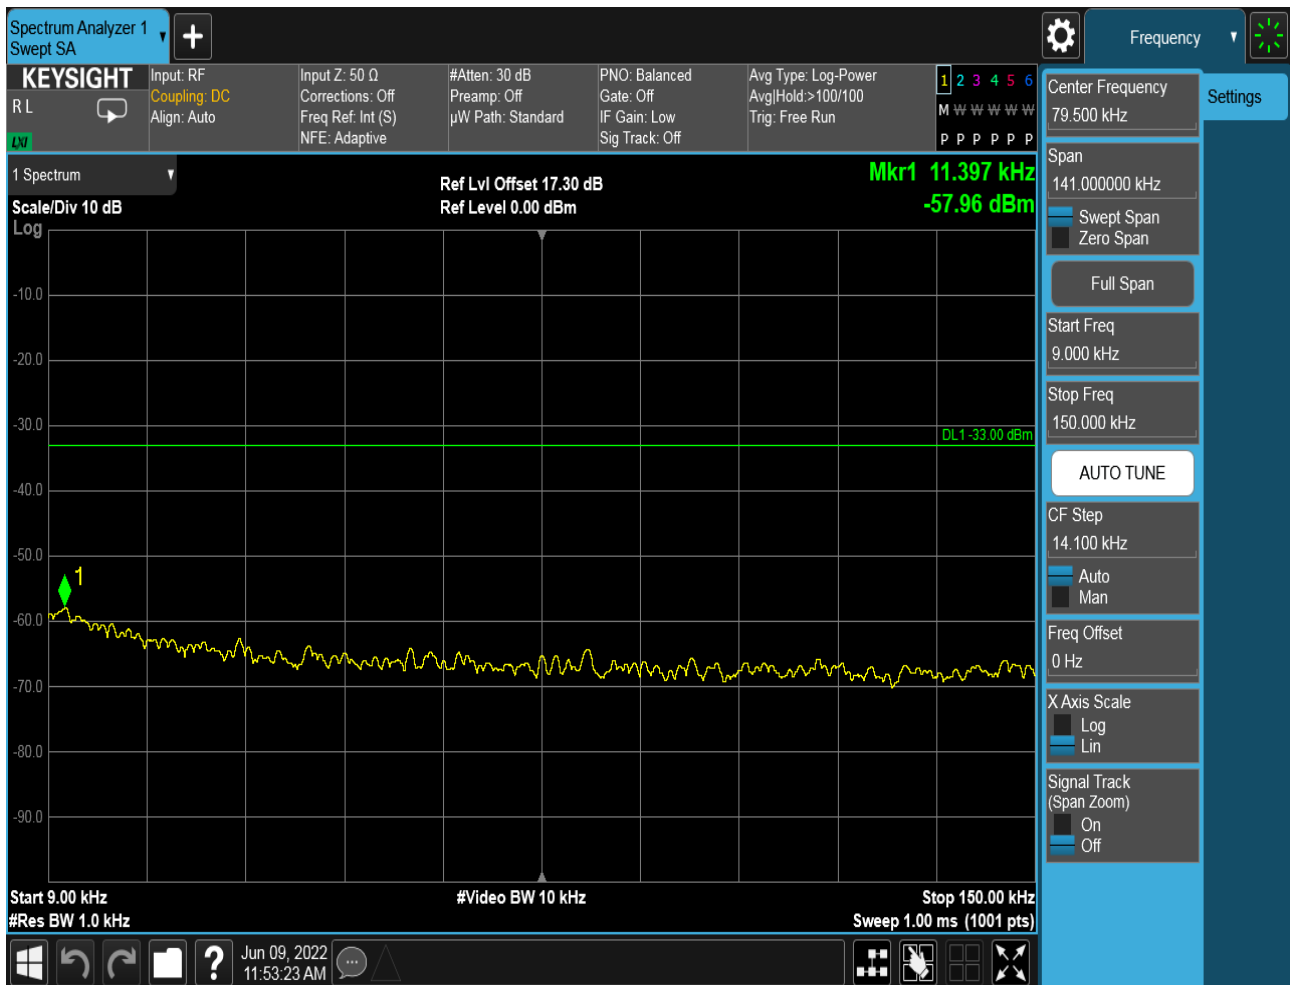 Spectrum Analyzer 1
Swept SA
Frequency
KEYSIGHT
R L
LXI
Input: RF
Coupling: DC
Align: Auto
Input Z: 50 Ω
Corrections: Off
Freq Ref: Int (S)
NFE: Adaptive
#Atten: 30 dB
Preamp: Off
µW Path: Standard
PNO: Balanced
Gate: Off
IF Gain: Low
Sig Track: Off
Avg Type: Log-Power
Avg|Hold:>100/100
Trig: Free Run
1 2 3 4 5 6
M W W W W W
P P P P P P
1 Spectrum
Scale/Div 10 dB
Log
Ref Lvl Offset 17.30 dB
Ref Level 0.00 dBm
Mkr1 11.397 kHz
-57.96 dBm
-10.0
-20.0
-30.0
DL1 -33.00 dBm
-40.0
-50.0
1
-60.0
-70.0
-80.0
-90.0
Start 9.00 kHz
#Video BW 10 kHz
Stop 150.00 kHz
#Res BW 1.0 kHz
Sweep 1.00 ms (1001 pts)
?
Jun 09, 2022
11:53:23 AM
Center Frequency
79.500 kHz
Settings
Span
141.000000 kHz
Swept Span
Zero Span
Full Span
Start Freq
9.000 kHz
Stop Freq
150.000 kHz
AUTO TUNE
CF Step
14.100 kHz
Auto
Man
Freq Offset
0 Hz
X Axis Scale
Log
Lin
Signal Track
(Span Zoom)
On
Off